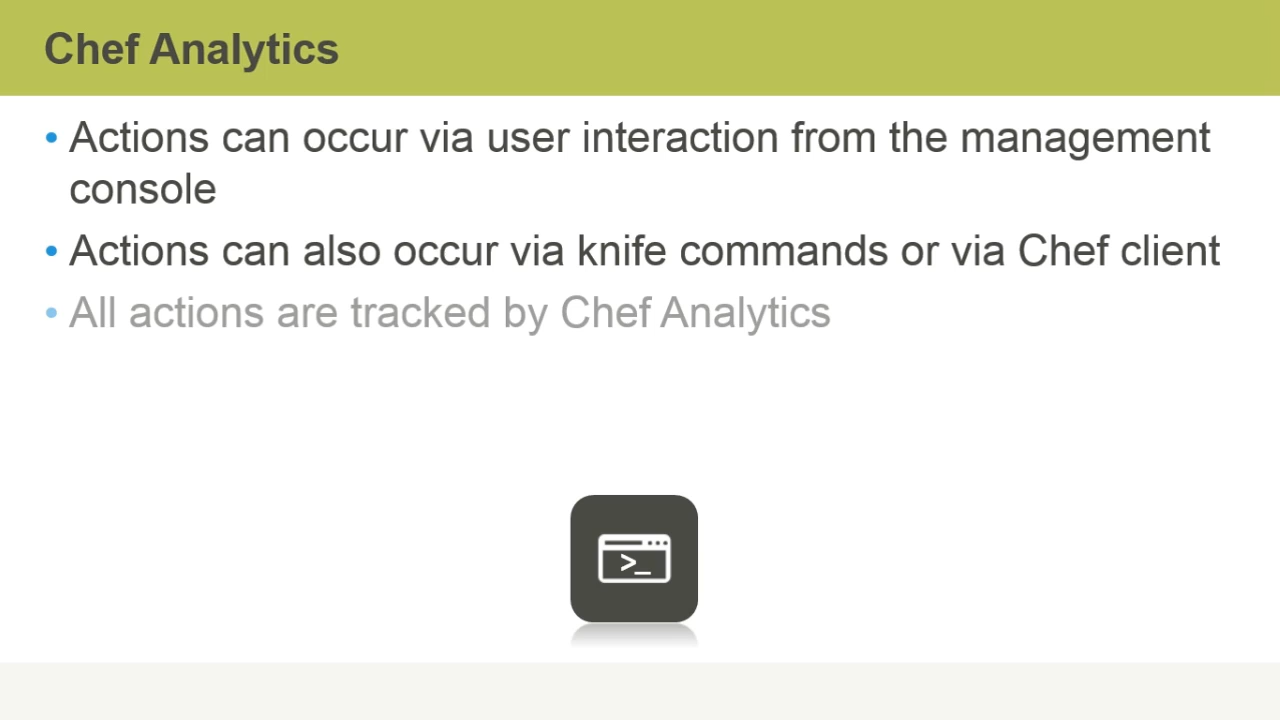 Chef Analytics
• Actions can occur via user interaction from the management
console
• Actions can also occur via knife commands or via Chef client
• All actions are tracked by Chef Analytics
>_